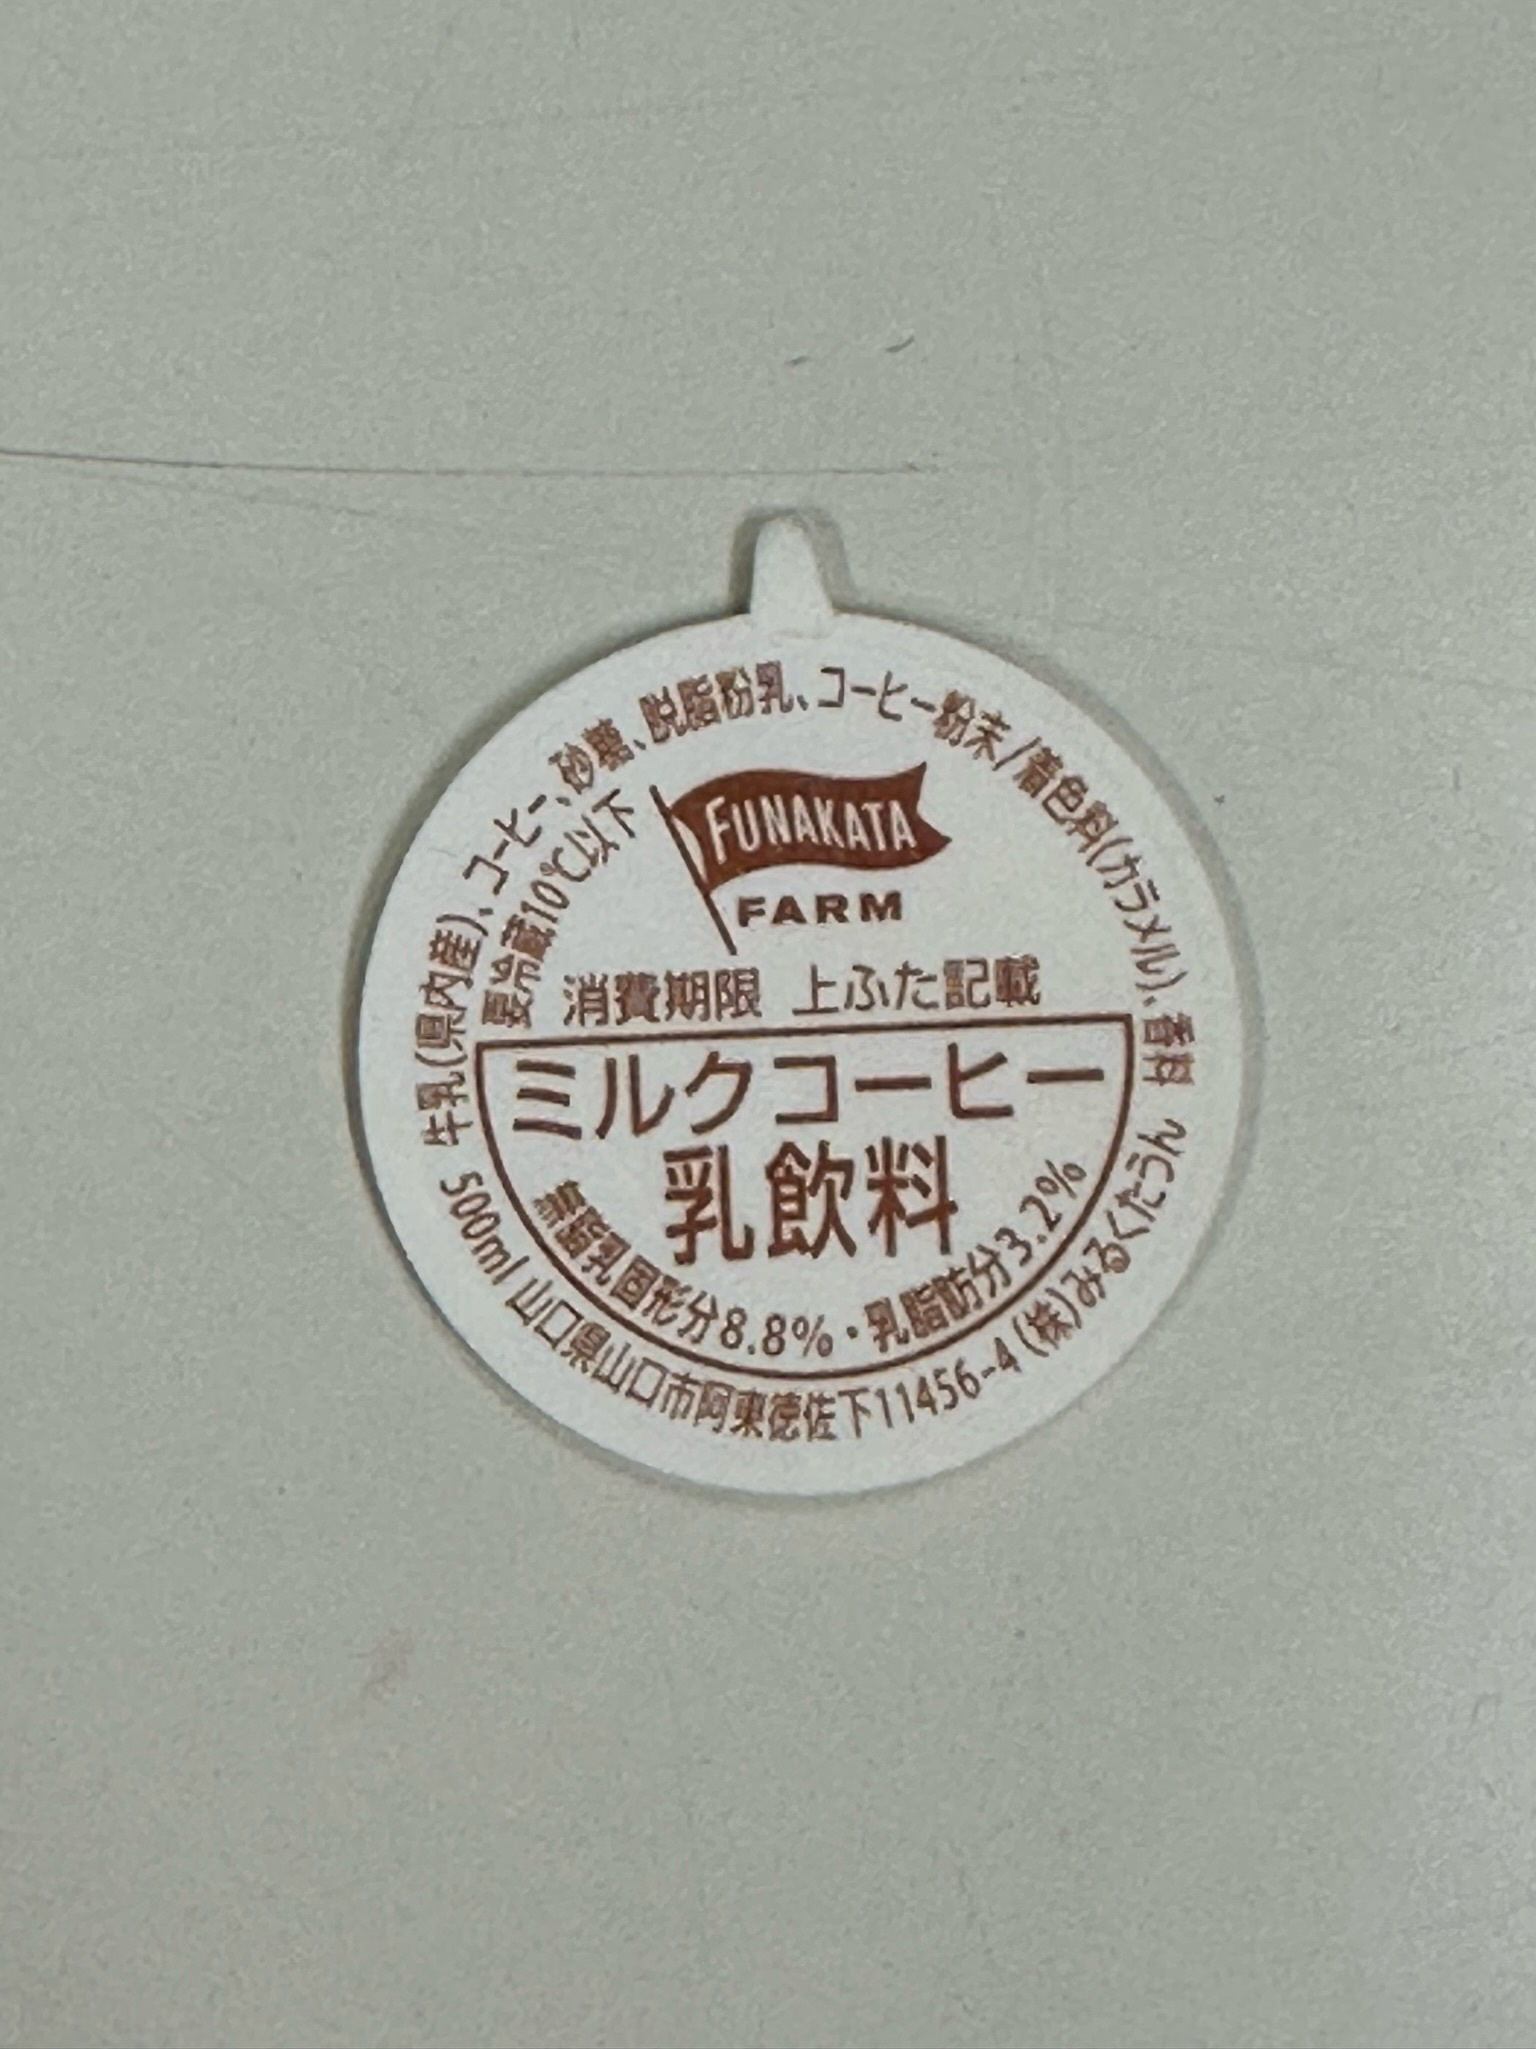 牛乳(県内産)、コーヒー、砂糖、脱脂粉乳、コーヒー粉末/着色料(カラメル)、香料
要冷蔵10℃以下
FUNAKATA
FARM
消費期限 上ふた記載
ミルクコーヒー
乳飲料
無脂乳固形分8.8%・乳脂肪分3.2%
500ml 山口県山口市阿東徳佐下11456-4 (株)みるくたうん